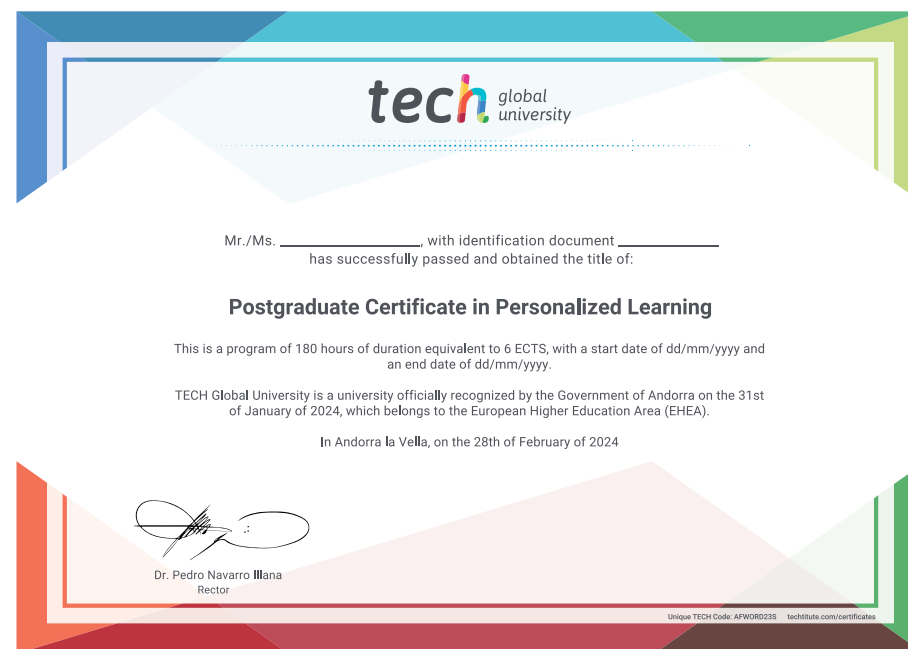 tech global university
Mr./Ms. ____________, with identification document ____________
has successfully passed and obtained the title of:
Postgraduate Certificate in Personalized Learning
This is a program of 180 hours of duration equivalent to 6 ECTS, with a start date of dd/mm/yyyy and
an end date of dd/mm/yyyy.
TECH Global University is a university officially recognized by the Government of Andorra on the 31st
of January of 2024, which belongs to the European Higher Education Area (EHEA).
In Andorra la Vella, on the 28th of February of 2024
Dr. Pedro Navarro Illana
Rector
Unique TECH Code: AFWORD23S techtitute.com/certificates